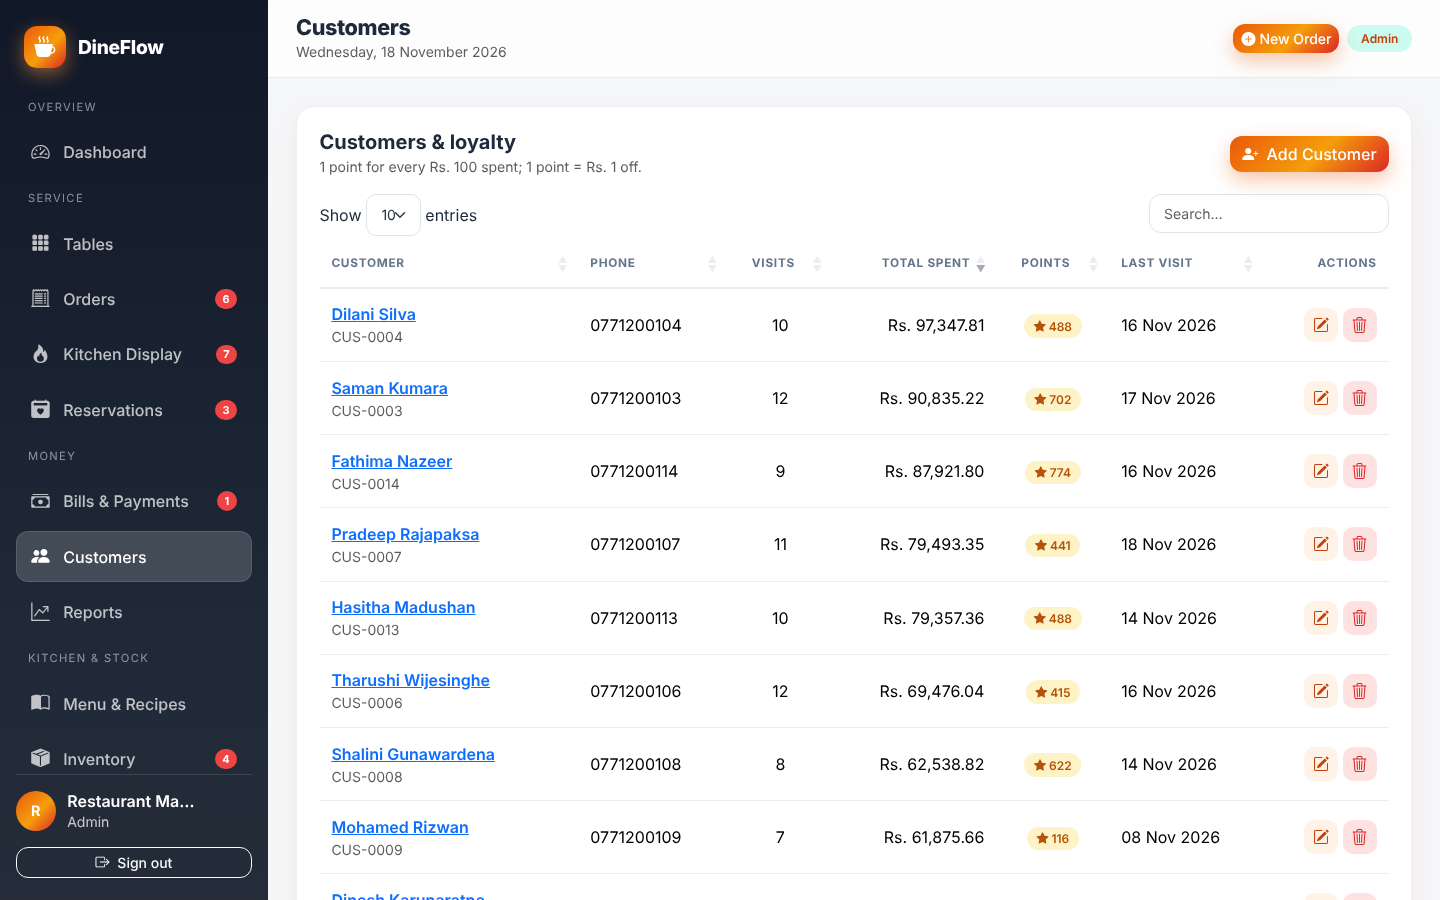 DineFlow
OVERVIEW
Dashboard
SERVICE
Tables
Orders 6
Kitchen Display 7
Reservations 3
MONEY
Bills & Payments 1
Customers
Reports
KITCHEN & STOCK
Menu & Recipes
Inventory 4
R
Restaurant Ma...
Admin
Sign out
Customers
Wednesday, 18 November 2026
New Order
Admin
Customers & loyalty
1 point for every Rs. 100 spent; 1 point = Rs. 1 off.
Add Customer
Show 10 entries
Search...
CUSTOMER PHONE VISITS TOTAL SPENT POINTS LAST VISIT ACTIONS
Dilani Silva
CUS-0004
0771200104 10 Rs. 97,347.81 488 16 Nov 2026
Saman Kumara
CUS-0003
0771200103 12 Rs. 90,835.22 702 17 Nov 2026
Fathima Nazeer
CUS-0014
0771200114 9 Rs. 87,921.80 774 16 Nov 2026
Pradeep Rajapaksa
CUS-0007
0771200107 11 Rs. 79,493.35 441 18 Nov 2026
Hasitha Madushan
CUS-0013
0771200113 10 Rs. 79,357.36 488 14 Nov 2026
Tharushi Wijesinghe
CUS-0006
0771200106 12 Rs. 69,476.04 415 16 Nov 2026
Shalini Gunawardena
CUS-0008
0771200108 8 Rs. 62,538.82 622 14 Nov 2026
Mohamed Rizwan
CUS-0009
0771200109 7 Rs. 61,875.66 116 08 Nov 2026
Dinesh Karunaratne